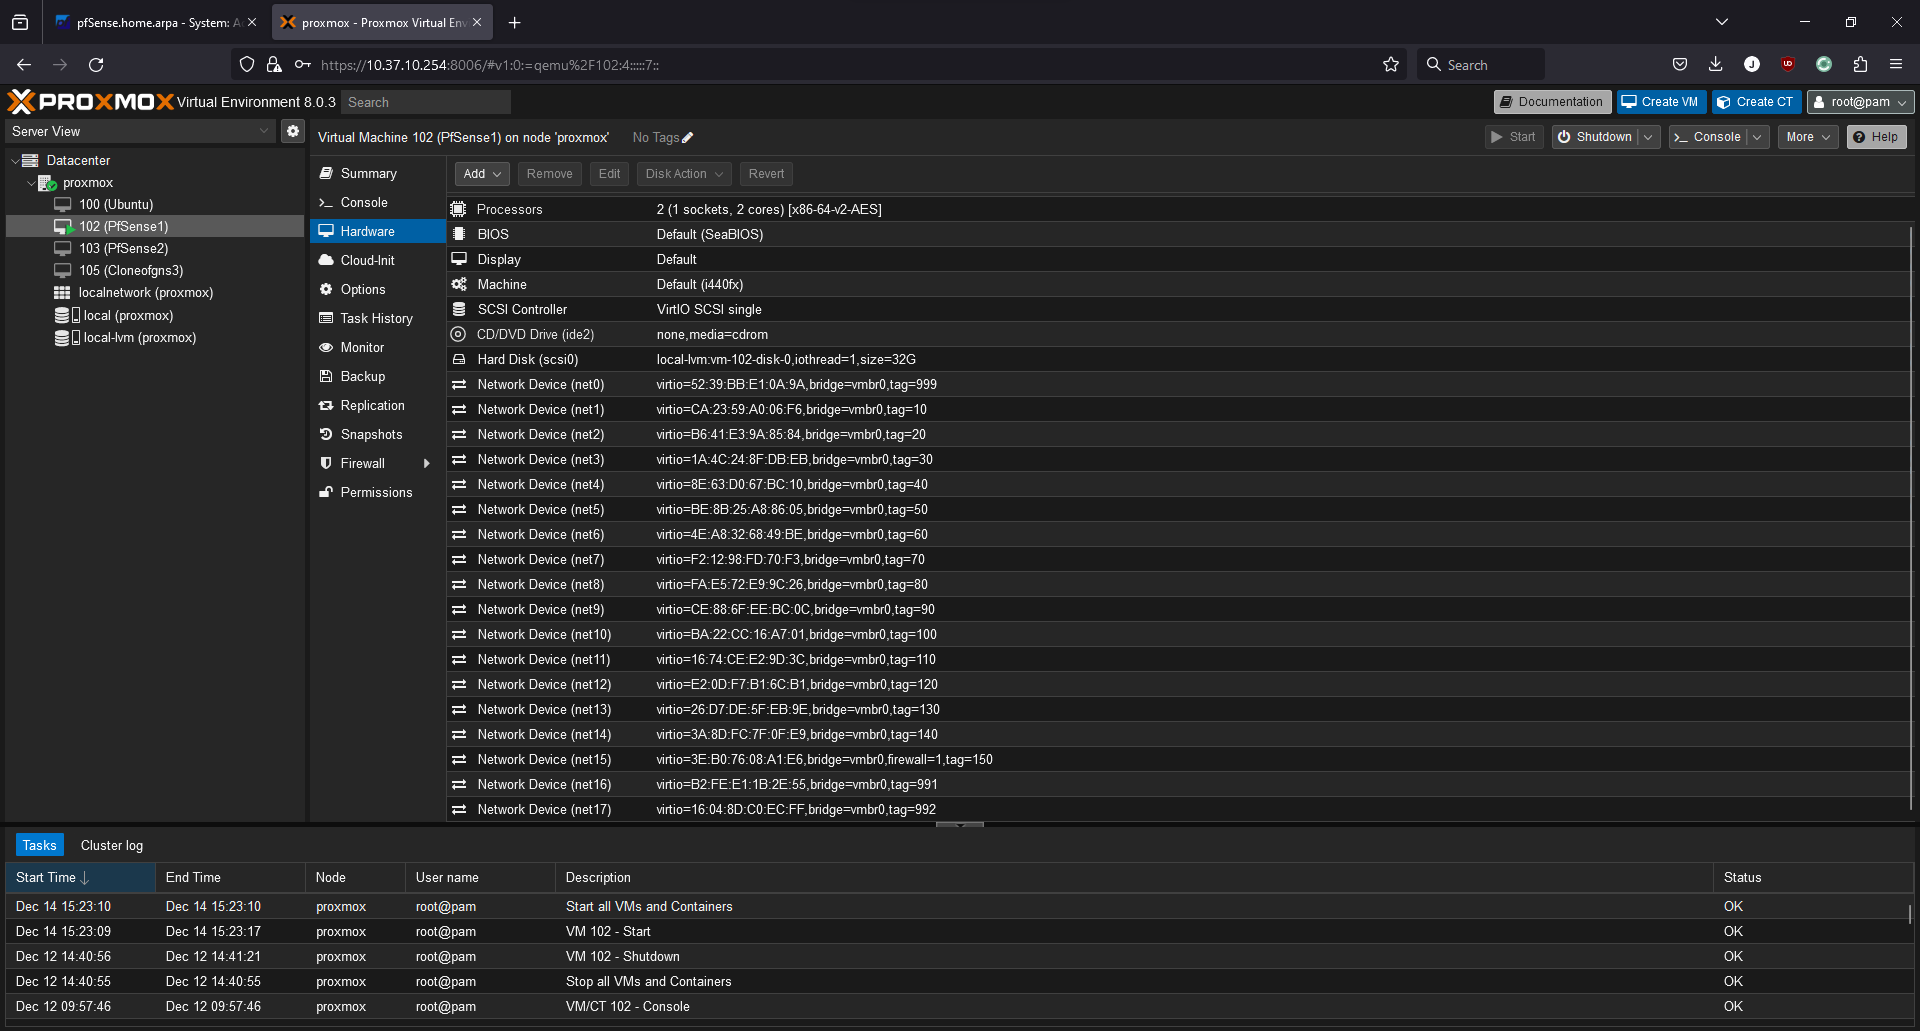 pfSense.home.arpa - System: A
proxmox - Proxmox Virtual Env
https://10.37.10.254:8006/#v1:0:=qemu%2F102:4:::::7::
Search
PROXMOX Virtual Environment 8.0.3
Search
Documentation
Create VM
Create CT
root@pam
Server View
Virtual Machine 102 (PfSense1) on node 'proxmox'
No Tags
Start
Shutdown
Console
More
Help
Datacenter
proxmox
100 (Ubuntu)
102 (PfSense1)
103 (PfSense2)
105 (Cloneofgns3)
localnetwork (proxmox)
local (proxmox)
local-lvm (proxmox)
Summary
Console
Hardware
Cloud-Init
Options
Task History
Monitor
Backup
Replication
Snapshots
Firewall
Permissions
Add
Remove
Edit
Disk Action
Revert
Processors 2 (1 sockets, 2 cores) [x86-64-v2-AES]
BIOS Default (SeaBIOS)
Display Default
Machine Default (i440fx)
SCSI Controller VirtIO SCSI single
CD/DVD Drive (ide2) none,media=cdrom
Hard Disk (scsi0) local-lvm:vm-102-disk-0,iothread=1,size=32G
Network Device (net0) virtio=52:39:BB:E1:0A:9A,bridge=vmbr0,tag=999
Network Device (net1) virtio=CA:23:59:A0:06:F6,bridge=vmbr0,tag=10
Network Device (net2) virtio=B6:41:E3:9A:85:84,bridge=vmbr0,tag=20
Network Device (net3) virtio=1A:4C:24:8F:DB:EB,bridge=vmbr0,tag=30
Network Device (net4) virtio=8E:63:D0:67:BC:10,bridge=vmbr0,tag=40
Network Device (net5) virtio=BE:8B:25:A8:86:05,bridge=vmbr0,tag=50
Network Device (net6) virtio=4E:A8:32:68:49:BE,bridge=vmbr0,tag=60
Network Device (net7) virtio=F2:12:98:FD:70:F3,bridge=vmbr0,tag=70
Network Device (net8) virtio=FA:E5:72:E9:9C:26,bridge=vmbr0,tag=80
Network Device (net9) virtio=CE:88:6F:EE:BC:0C,bridge=vmbr0,tag=90
Network Device (net10) virtio=BA:22:CC:16:A7:01,bridge=vmbr0,tag=100
Network Device (net11) virtio=16:74:CE:E2:9D:3C,bridge=vmbr0,tag=110
Network Device (net12) virtio=E2:0D:F7:B1:6C:B1,bridge=vmbr0,tag=120
Network Device (net13) virtio=26:D7:DE:5F:EB:9E,bridge=vmbr0,tag=130
Network Device (net14) virtio=3A:8D:FC:7F:0F:E9,bridge=vmbr0,tag=140
Network Device (net15) virtio=3E:B0:76:08:A1:E6,bridge=vmbr0,firewall=1,tag=150
Network Device (net16) virtio=B2:FE:E1:1B:2E:55,bridge=vmbr0,tag=991
Network Device (net17) virtio=16:04:8D:C0:EC:FF,bridge=vmbr0,tag=992
Tasks
Cluster log
Start Time End Time Node User name Description Status
Dec 14 15:23:10 Dec 14 15:23:10 proxmox root@pam Start all VMs and Containers OK
Dec 14 15:23:09 Dec 14 15:23:17 proxmox root@pam VM 102 - Start OK
Dec 12 14:40:56 Dec 12 14:41:21 proxmox root@pam VM 102 - Shutdown OK
Dec 12 14:40:55 Dec 12 14:40:55 proxmox root@pam Stop all VMs and Containers OK
Dec 12 09:57:46 Dec 12 09:57:46 proxmox root@pam VM/CT 102 - Console OK